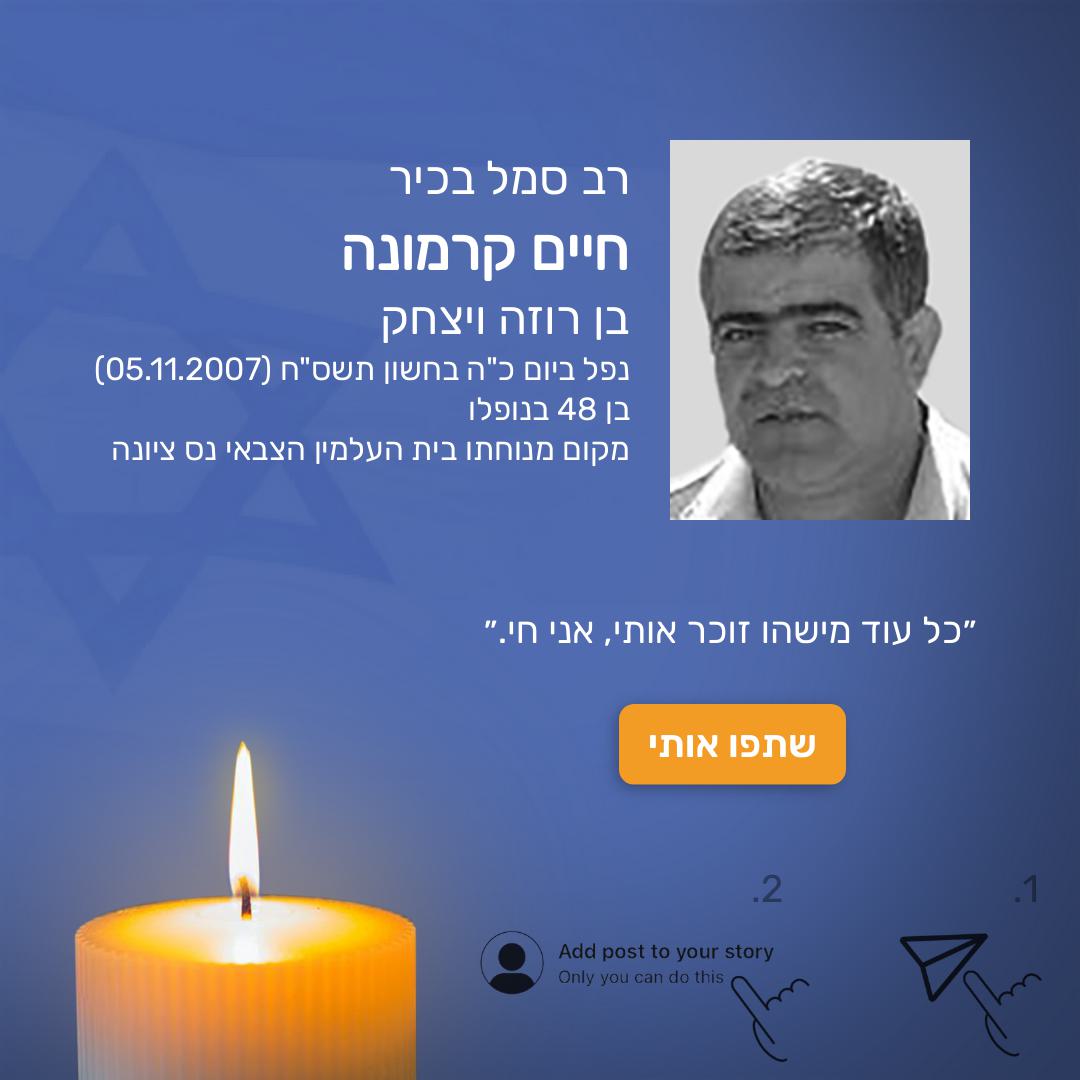 רב סמל בכיר
חיים קרמונה
בן רוזה ויצחק
נפל ביום כ"ה בחשון תשס"ח (05.11.2007)
בן 48 בנופלו
מקום מנוחתו בית העלמין הצבאי נס ציונה
״כל עוד מישהו זוכר אותי, אני חי.״
שתפו אותי
1.
2.
Add post to your story
Only you can do this